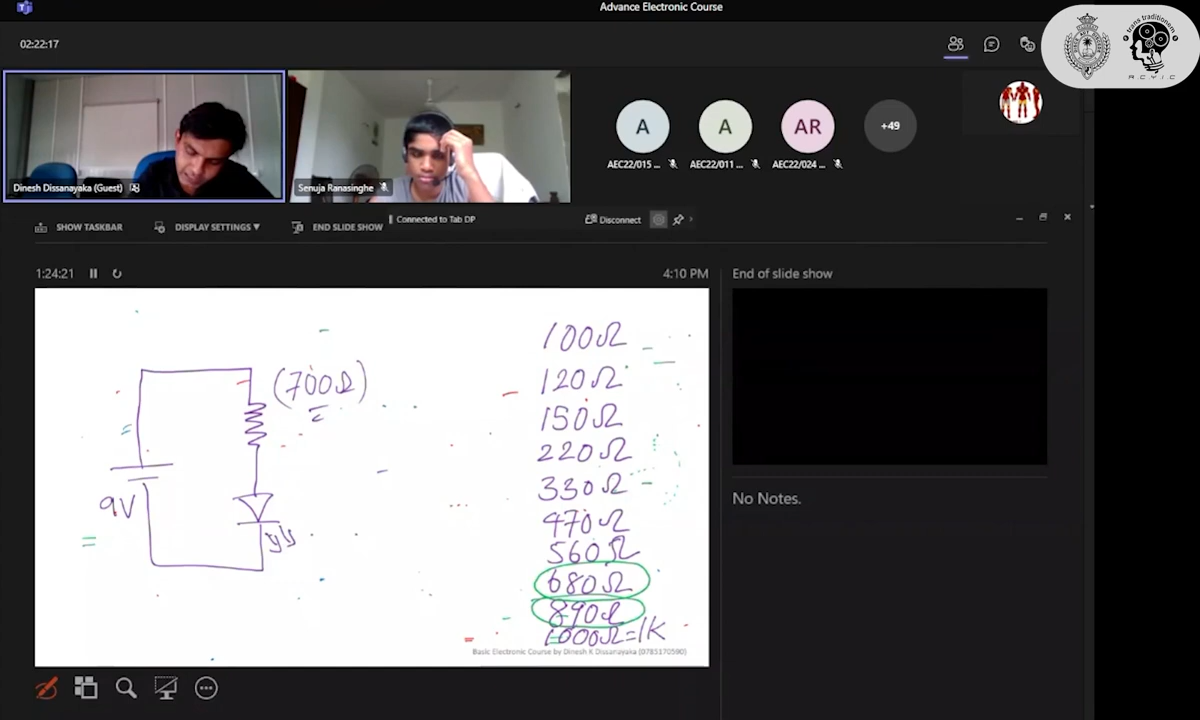 Advance Electronic Course
02:22:17
R.C.Y.I.C
trans traditionem
A
A
AR
+49
AEC22/015 ...
AEC22/011 ...
AEC22/024 ...
Dinesh Dissanayaka (Guest)
Senuja Ranasinghe
SHOW TASKBAR
DISPLAY SETTINGS ▼
END SLIDE SHOW
Connected to Tab DP
Disconnect
1:24:21
4:10 PM
End of slide show
(700Ω)
9V
100Ω
120Ω
150Ω
220Ω
330Ω
470Ω
560Ω
680Ω
890Ω
1000Ω=1K
Basic Electronic Course by Dinesh K Dissanayaka (0785170590)
No Notes.